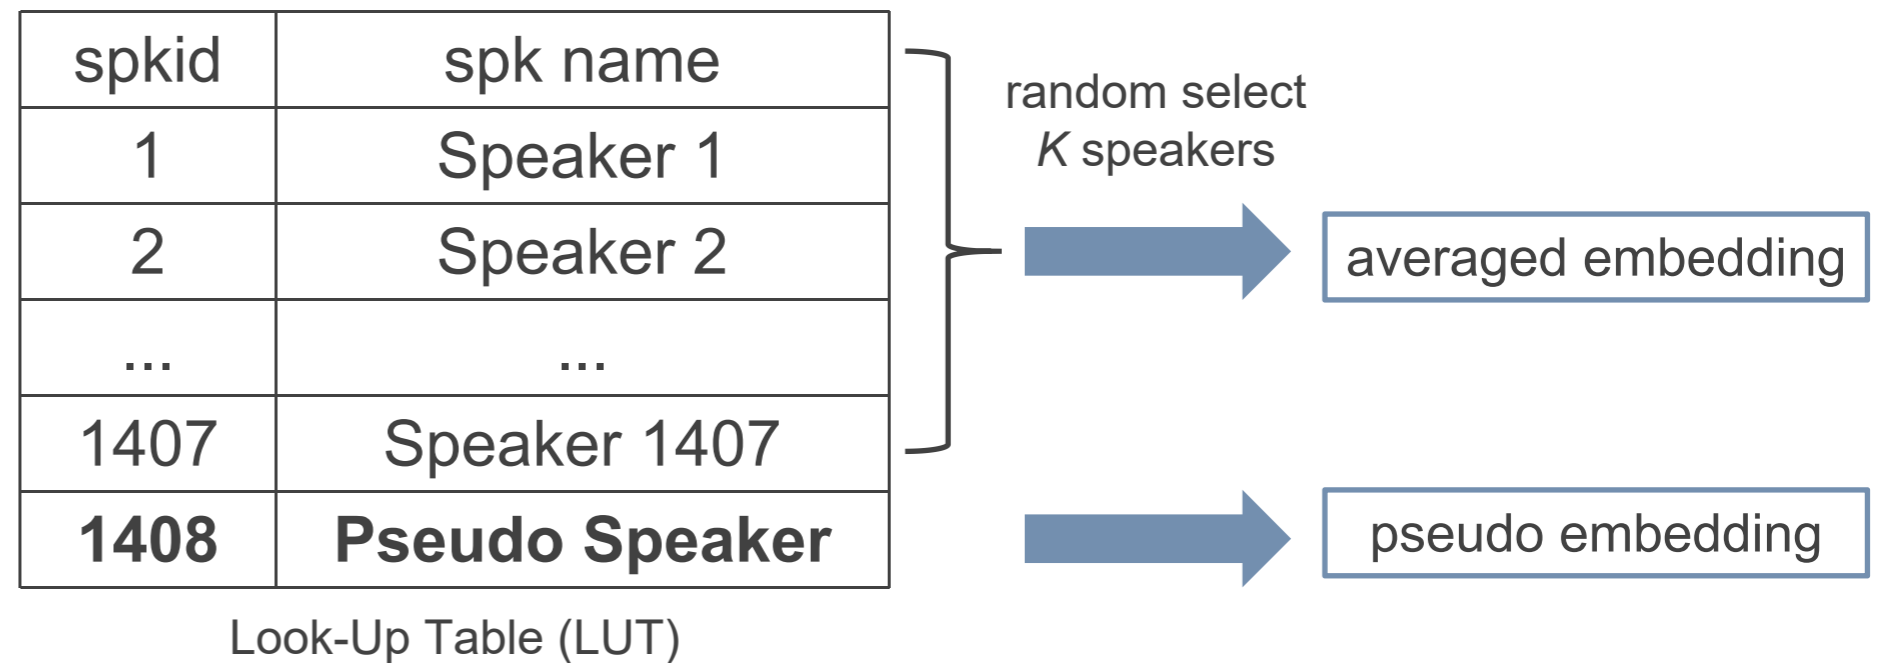 spkid spk name
1 Speaker 1
2 Speaker 2
... ...
1407 Speaker 1407
1408 Pseudo Speaker
Look-Up Table (LUT)
random select
K speakers
averaged embedding
pseudo embedding